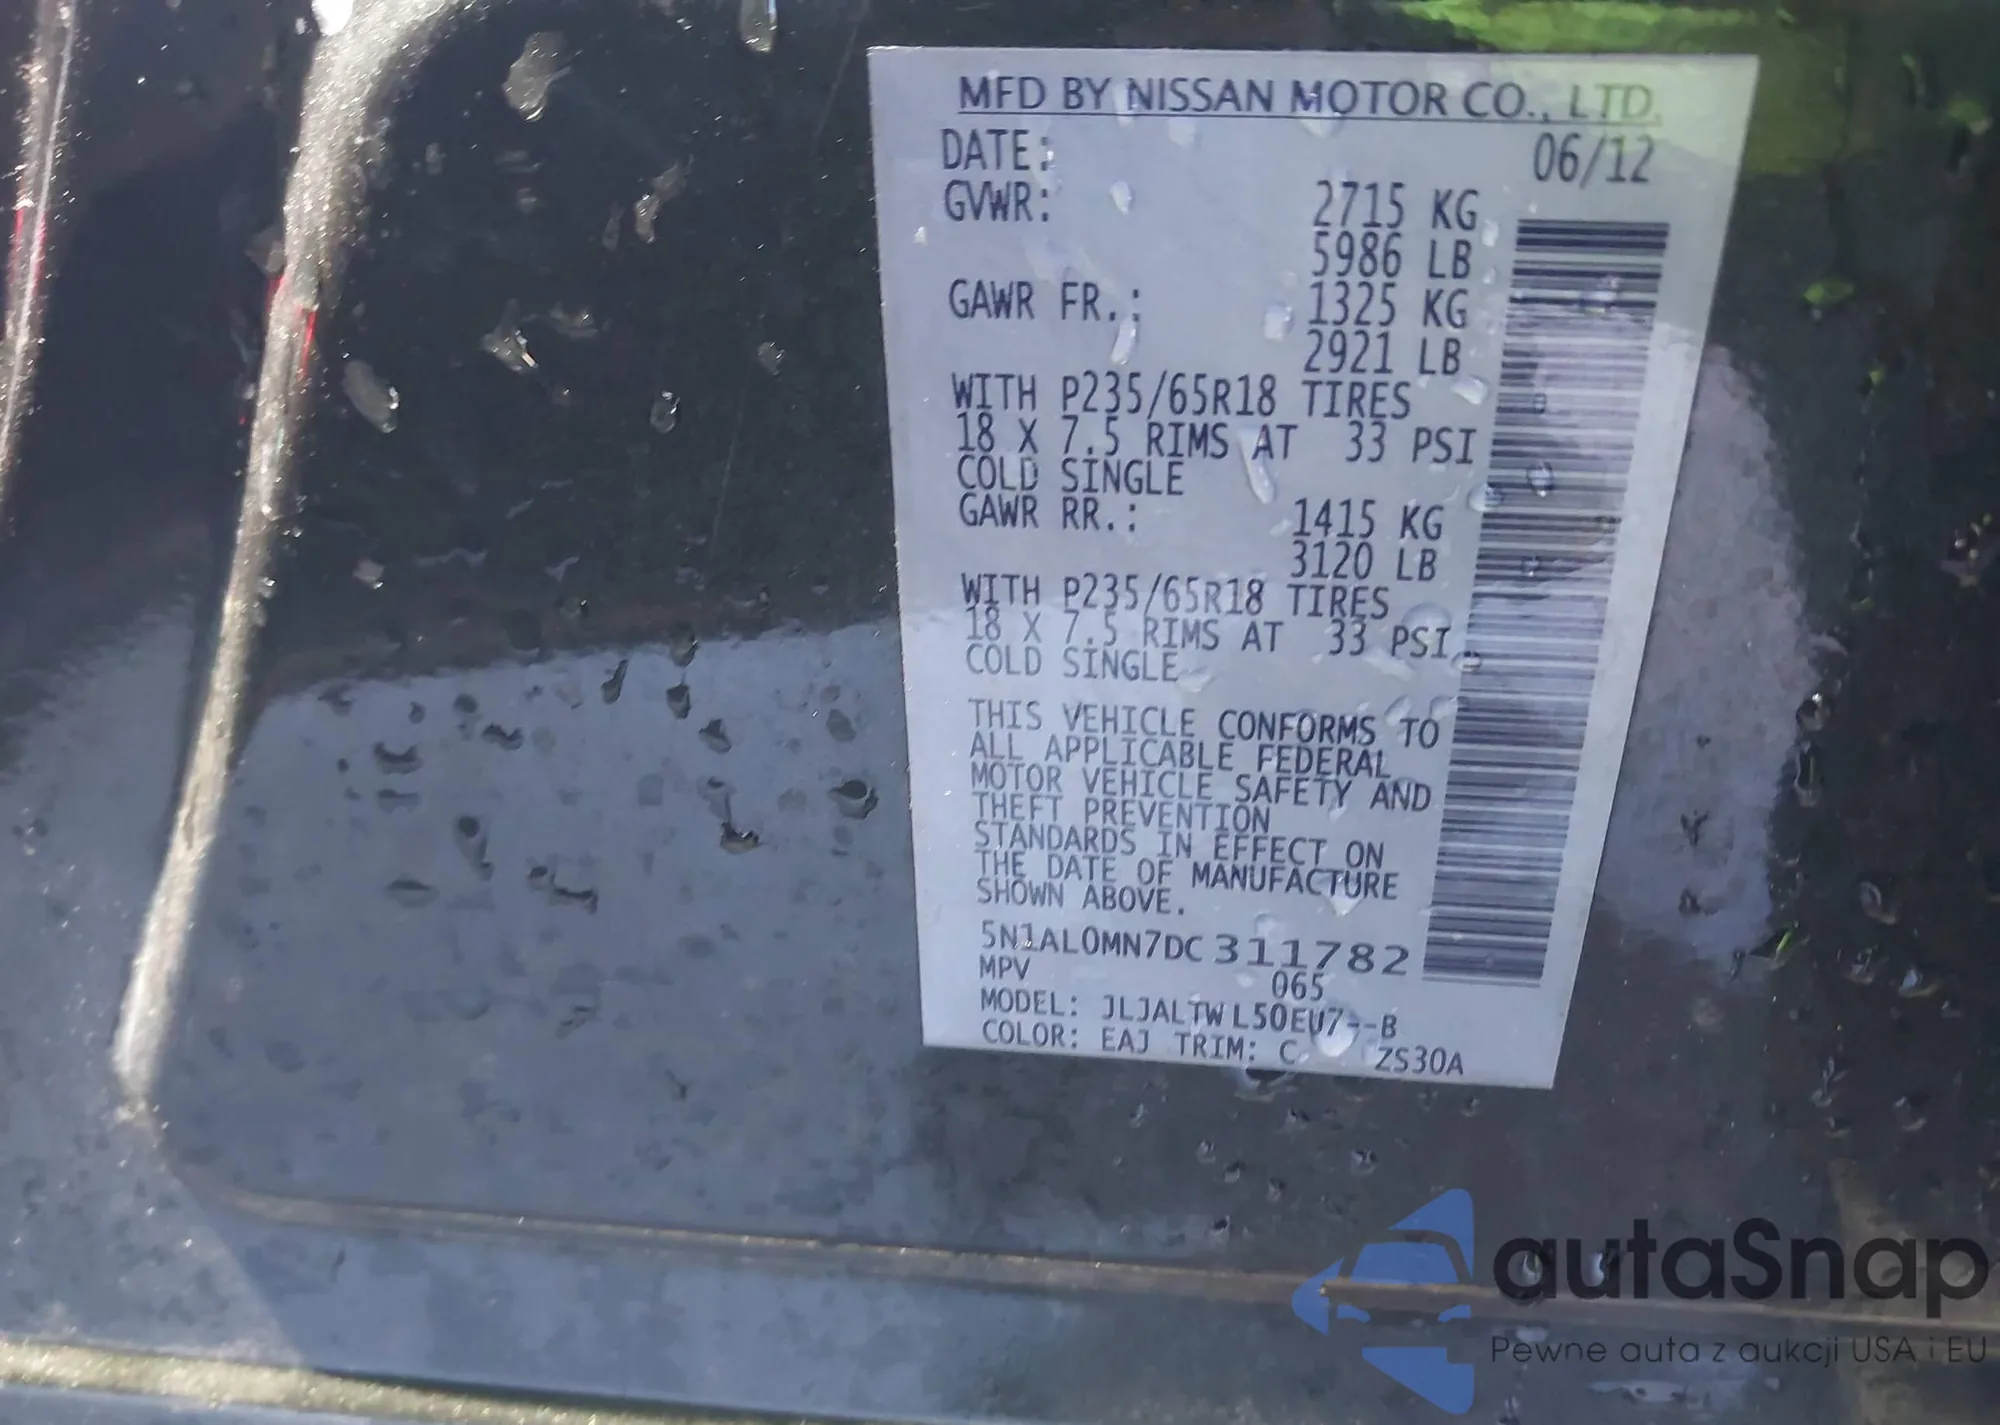 MFD BY NISSAN MOTOR CO., LTD.
DATE: 06/12
GVWR: 2715 KG
5986 LB
GAWR FR.: 1325 KG
2921 LB
WITH P235/65R18 TIRES
18 X 7.5 RIMS AT 33 PSI
COLD SINGLE
GAWR RR.: 1415 KG
3120 LB
WITH P235/65R18 TIRES
18 X 7.5 RIMS AT 33 PSI
COLD SINGLE
THIS VEHICLE CONFORMS TO
ALL APPLICABLE FEDERAL
MOTOR VEHICLE SAFETY AND
THEFT PREVENTION
STANDARDS IN EFFECT ON
THE DATE OF MANUFACTURE
SHOWN ABOVE.
5N1AL0MN7DC311782
MPV 065
MODEL: JLJALTWL50EU7--B
COLOR: EAJ TRIM: C ZS30A
autaSnap
Pewne auta z aukcji USA i EU